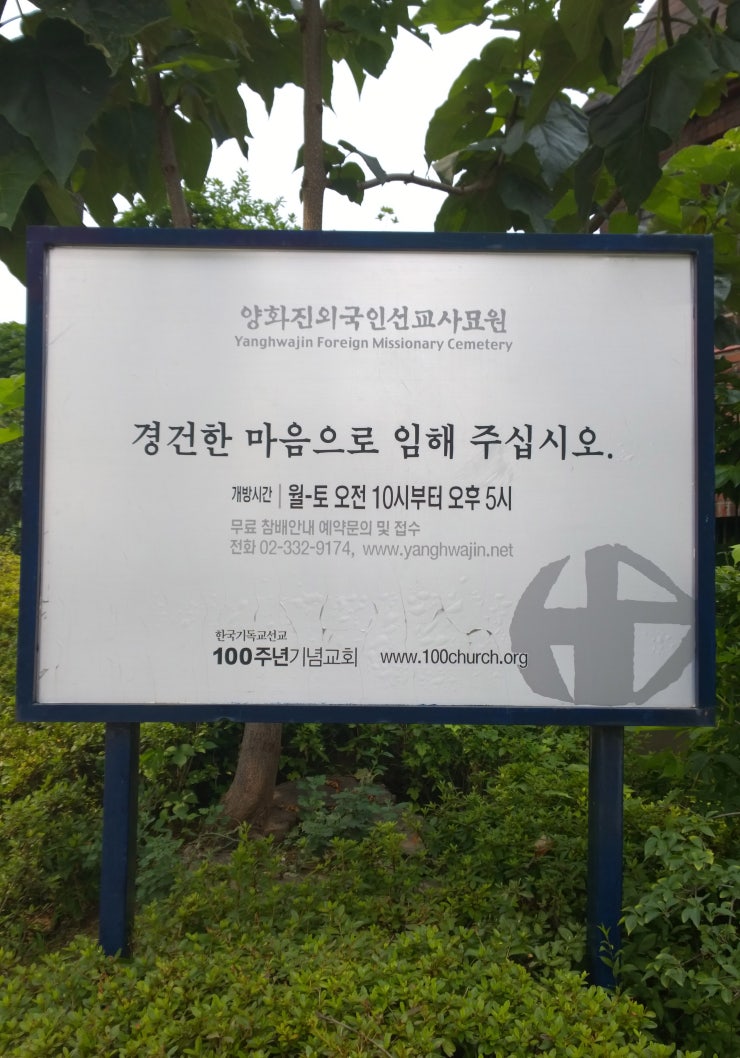 양화진외국인선교사묘원
Yanghwajin Foreign Missionary Cemetery
경건한 마음으로 임해 주십시오.
개방시간 | 월-토 오전 10시부터 오후 5시
무료 참배안내 예약문의 및 접수
전화 02-332-9174, www.yanghwajin.net
한국기독교선교
100주년기념교회 www.100church.org